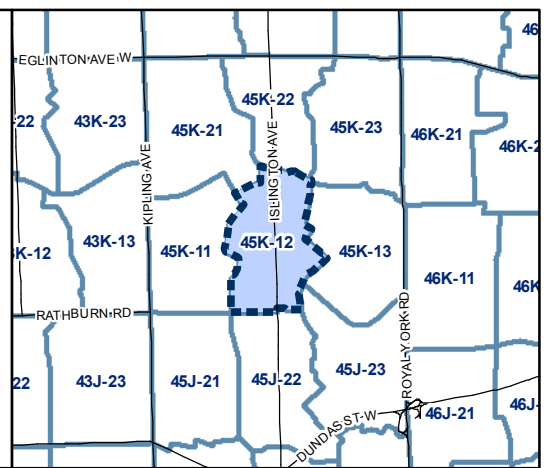 46
EGLINTON AVE W
22
43K-23
45K-21
45K-22
45K-23
46K-21
46K-2
KIPLING AVE
ISLINGTON AVE
K-12
43K-13
45K-11
45K-12
45K-13
46K-11
46K
RATHBURN RD
ROYAL YORK RD
22
43J-23
45J-21
45J-22
45J-23
46J-21
46J-
DUNDAS ST W